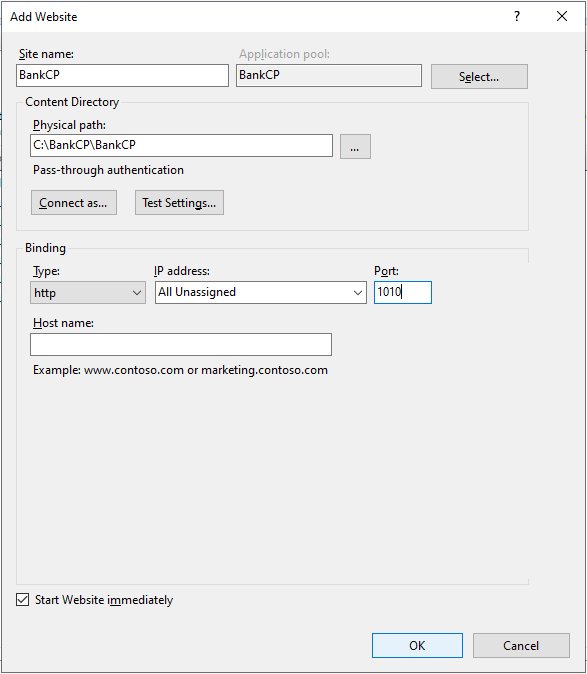 Add Website
?
Site name:
Application pool:
BankCP
BankCP
Select...
Content Directory
Physical path:
C:\BankCP\BankCP
...
Pass-through authentication
Connect as...
Test Settings...
Binding
Type:
IP address:
Port:
http
All Unassigned
1010
Host name:
Example: www.contoso.com or marketing.contoso.com
Start Website immediately
OK
Cancel